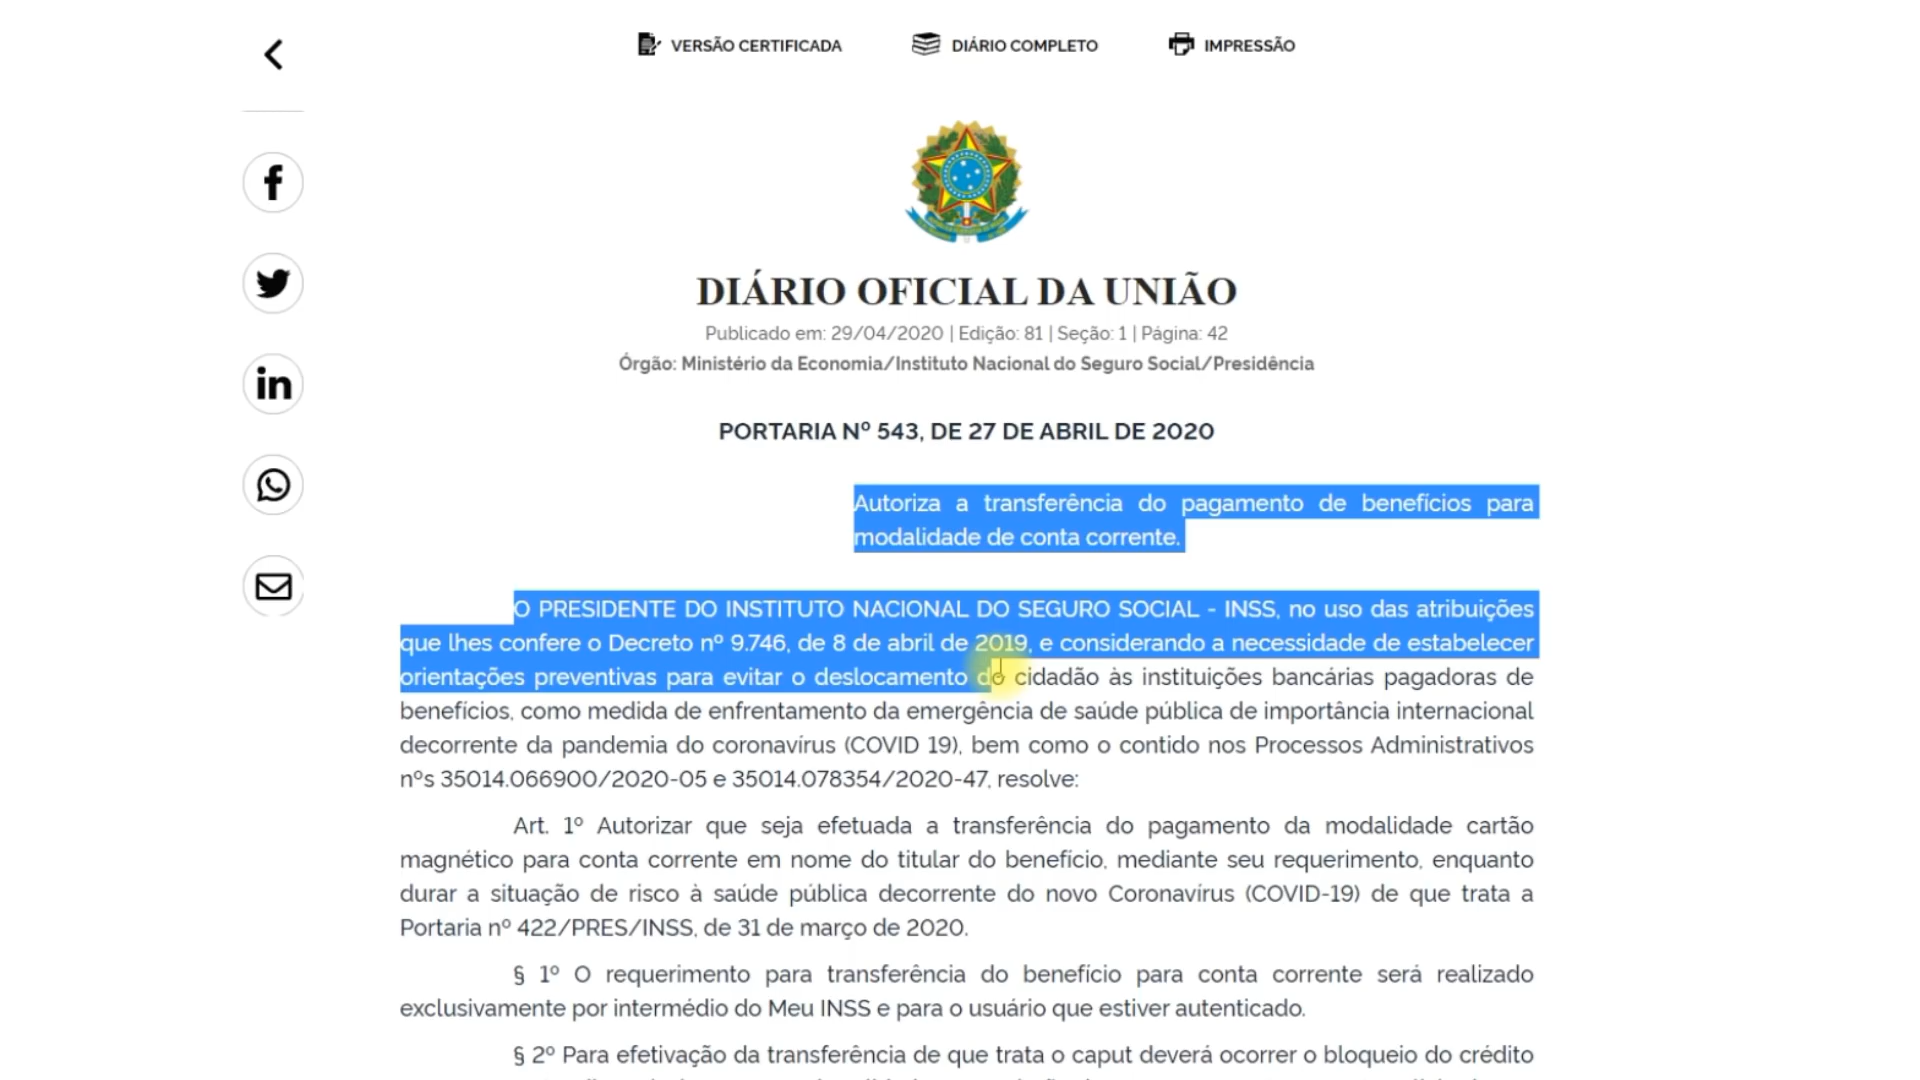 VERSÃO CERTIFICADA
DIÁRIO COMPLETO
IMPRESSÃO
DIÁRIO OFICIAL DA UNIÃO
Publicado em: 29/04/2020 | Edição: 81 | Seção: 1 | Página: 42
Órgão: Ministério da Economia/Instituto Nacional do Seguro Social/Presidência
PORTARIA Nº 543, DE 27 DE ABRIL DE 2020
Autoriza a transferência do pagamento de benefícios para
modalidade de conta corrente.
O PRESIDENTE DO INSTITUTO NACIONAL DO SEGURO SOCIAL - INSS, no uso das atribuições
que lhes confere o Decreto nº 9.746, de 8 de abril de 2019, e considerando a necessidade de estabelecer
orientações preventivas para evitar o deslocamento do cidadão às instituições bancárias pagadoras de
benefícios, como medida de enfrentamento da emergência de saúde pública de importância internacional
decorrente da pandemia do coronavírus (COVID 19), bem como o contido nos Processos Administrativos
nºs 35014.066900/2020-05 e 35014.078354/2020-47, resolve:
Art. 1º Autorizar que seja efetuada a transferência do pagamento da modalidade cartão
magnético para conta corrente em nome do titular do benefício, mediante seu requerimento, enquanto
durar a situação de risco à saúde pública decorrente do novo Coronavírus (COVID-19) de que trata a
Portaria nº 422/PRES/INSS, de 31 de março de 2020.
§ 1º O requerimento para transferência do benefício para conta corrente será realizado
exclusivamente por intermédio do Meu INSS e para o usuário que estiver autenticado.
§ 2º Para efetivação da transferência de que trata o caput deverá ocorrer o bloqueio do crédito